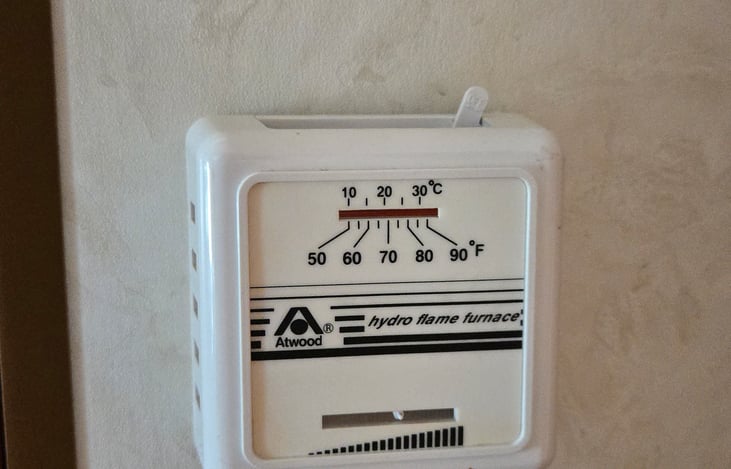 10 20 30°C
50 60 70 80 90°F
Atwood ® hydro flame furnace